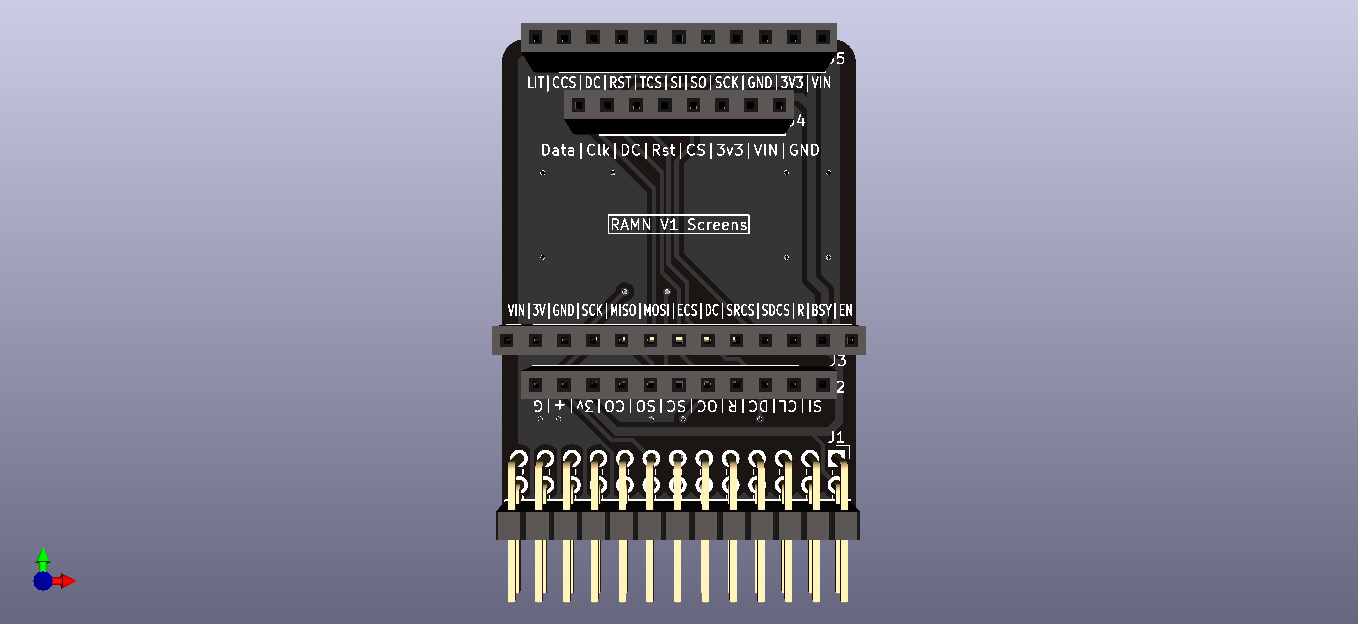 J5
LIT|CCS|DC|RST|TCS|SI|SO|SCK|GND|3V3|VIN
J4
Data|Clk|DC|Rst|CS|3v3|VIN|GND
RAMN V1 Screens
VIN|3V|GND|SCK|MISO|MOSI|ECS|DC|SRCS|SDCS|R|BSY|EN
J3
2
G|+|3v|CO|SO|SC|OC|R|DC|CL|SI
J1